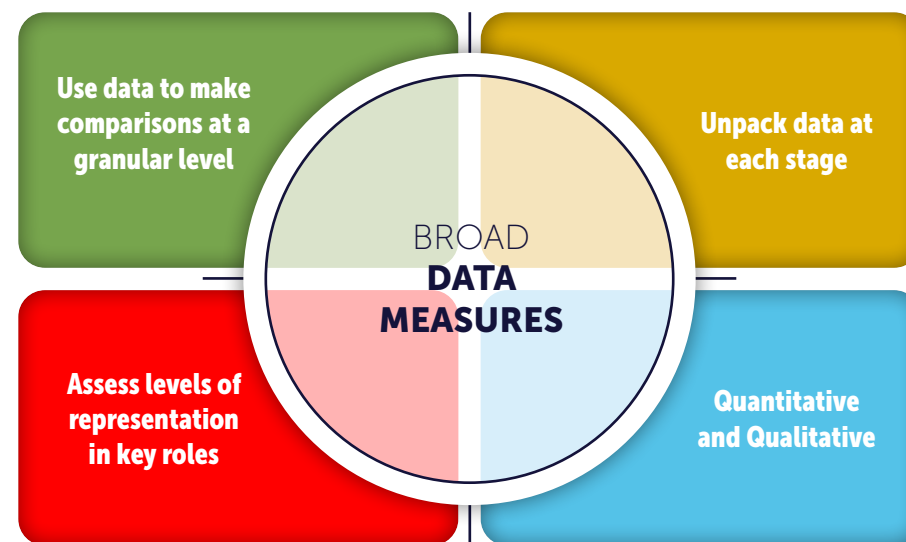 Use data to make
comparisons at a
granular level
Unpack data at
each stage
BROAD
DATA
MEASURES
Assess levels of
representation
in key roles
Quantitative
and Qualitative